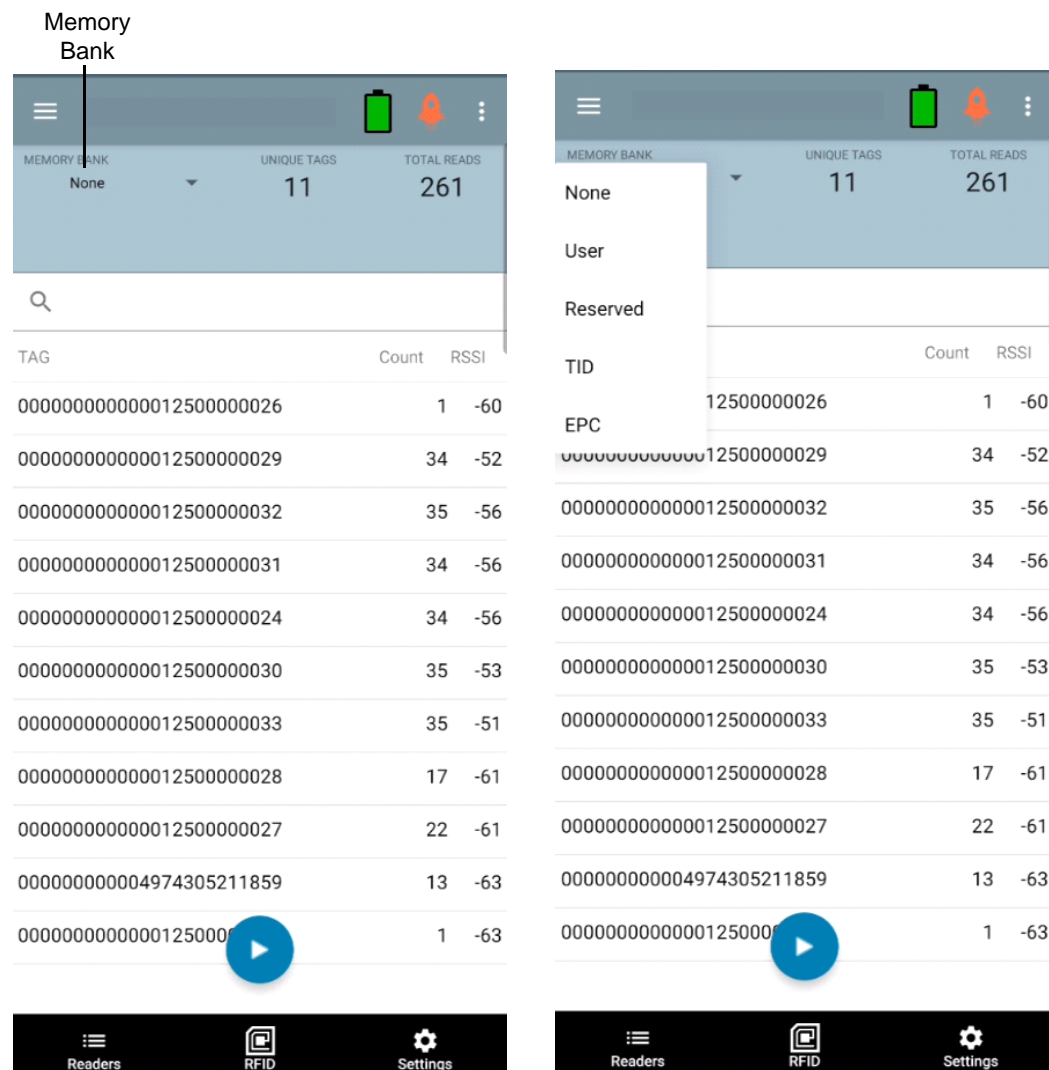 Memory
Bank
MEMORY BANK UNIQUE TAGS TOTAL READS
None 11 261
TAG Count RSSI
000000000000012500000026 1 -60
000000000000012500000029 34 -52
000000000000012500000032 35 -56
000000000000012500000031 34 -56
000000000000012500000024 34 -56
000000000000012500000030 35 -53
000000000000012500000033 35 -51
000000000000012500000028 17 -61
000000000000012500000027 22 -61
000000000004974305211859 13 -63
1 -63
Readers RFID Settings
MEMORY BANK UNIQUE TAGS TOTAL READS
11 261
None
User
Reserved
TID
EPC
Count RSSI
12500000026 1 -60
000000000000012500000029 34 -52
000000000000012500000032 35 -56
000000000000012500000031 34 -56
000000000000012500000024 34 -56
000000000000012500000030 35 -53
000000000000012500000033 35 -51
000000000000012500000028 17 -61
000000000000012500000027 22 -61
000000000004974305211859 13 -63
1 -63
Readers RFID Settings